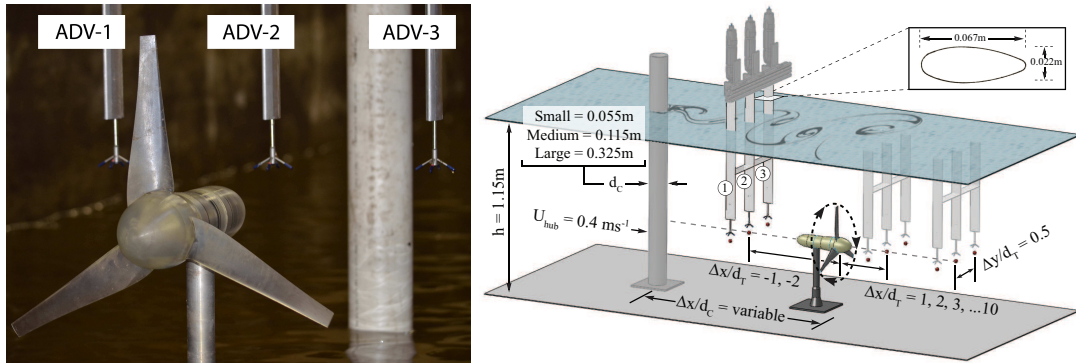 ADV-1
ADV-2
ADV-3
0.067m
0.022m
Small = 0.055m
Medium = 0.115m
Large = 0.325m
d_C
h = 1.15m
U_hub = 0.4 ms⁻¹
1
2
3
Δx/d_T = -1, -2
Δx/d_T = 1, 2, 3, ...10
Δy/d_T = 0.5
Δx/d_C = variable